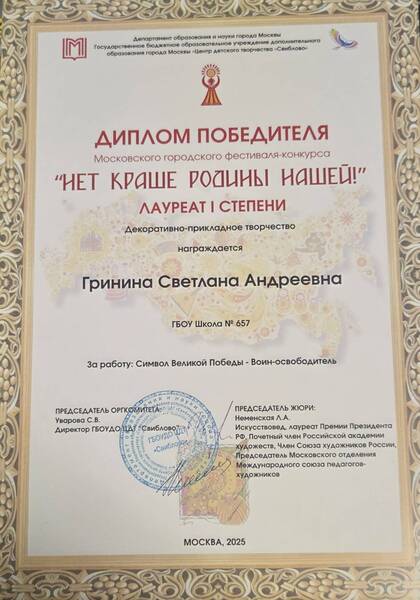 Департамент образования и науки города Москвы
Государственное бюджетное образовательное учреждение дополнительного
образования города Москвы «Центр детского творчества «Свиблово»
ДИПЛОМ ПОБЕДИТЕЛЯ
Московского городского фестиваля-конкурса
"НЕТ КРАШЕ РОДИНЫ НАШЕЙ!"
ЛАУРЕАТ I СТЕПЕНИ
Декоративно-прикладное творчество
награждается
Гринина Светлана Андреевна
ГБОУ Школа № 657
За работу: Символ Великой Победы - Воин-освободитель
ПРЕДСЕДАТЕЛЬ ОРГКОМИТЕТА:
Уварова С.В.
Директор ГБОУДО ЦДТ "Свиблово"
ГБОУДО ЦДТ
«Свиблово»
ПРЕДСЕДАТЕЛЬ ЖЮРИ:
Неменская Л.А.
Искусствовед, лауреат Премии Президента
РФ, Почетный член Российской академии
художеств, Член Союза художников России,
Председатель Московского отделения
Международного союза педагогов-
художников
МОСКВА, 2025